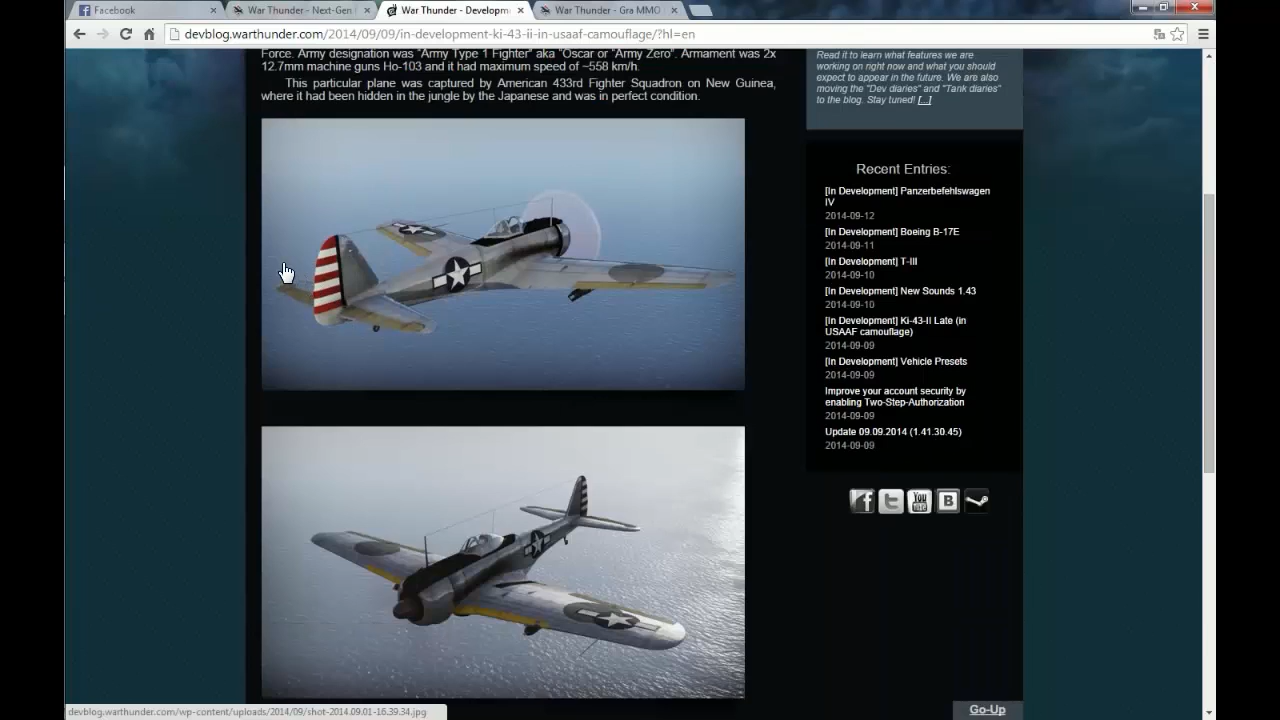 Facebook
War Thunder - Next-Gen
War Thunder - Developm
War Thunder - Gra MMO
devblog.warthunder.com/2014/09/09/in-development-ki-43-ii-in-usaaf-camouflage/?hl=en
Force. Army designation was "Army Type 1 Fighter" aka "Oscar or "Army Zero". Armament was 2x
12.7mm machine guns Ho-103 and it had maximum speed of ~558 km/h.
This particular plane was captured by American 433rd Fighter Squadron on New Guinea,
where it had been hidden in the jungle by the Japanese and was in perfect condition.
Read it to learn what features we are
working on right now and what you should
expect to appear in the future. We are also
moving the "Dev diaries" and "Tank diaries"
to the blog. Stay tuned! [...]
Recent Entries:
[In Development] Panzerbefehlswagen
IV
2014-09-12
[In Development] Boeing B-17E
2014-09-11
[In Development] T-III
2014-09-10
[In Development] New Sounds 1.43
2014-09-10
[In Development] Ki-43-II Late (in
USAAF camouflage)
2014-09-09
[In Development] Vehicle Presets
2014-09-09
Improve your account security by
enabling Two-Step-Authorization
2014-09-09
Update 09.09.2014 (1.41.30.45)
2014-09-09
You
Tube
B
Go-Up
devblog.warthunder.com/wp-content/uploads/2014/09/shot-2014.09.01-16.39.34.jpg